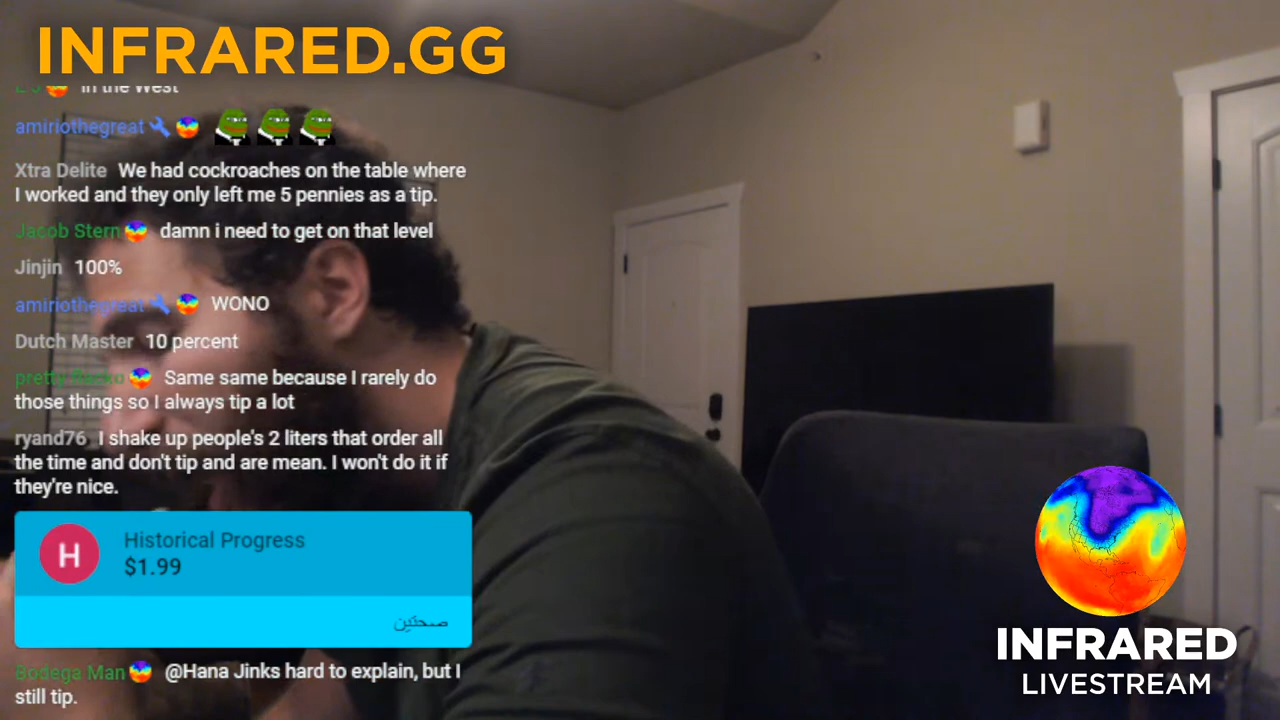 INFRARED.GG
in the West
amiriothegreat
Xtra Delite We had cockroaches on the table where
I worked and they only left me 5 pennies as a tip.
Jacob Stern damn i need to get on that level
Jinjin 100%
amiriothegreat WONO
Dutch Master 10 percent
pretty Same same because I rarely do
those things so I always tip a lot
ryand76 I shake up people's 2 liters that order all
the time and don't tip and are mean. I won't do it if
they're nice.
H
Historical Progress
$1.99
صحتين
Bodega Man @Hana Jinks hard to explain, but I
still tip.
INFRARED
LIVESTREAM